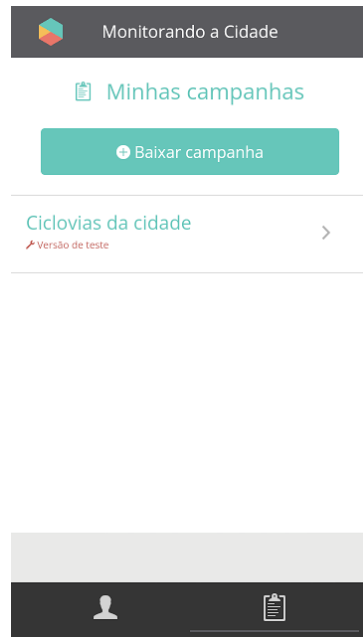 Monitorando a Cidade
Minhas campanhas
Baixar campanha
Ciclovias da cidade
Versão de teste